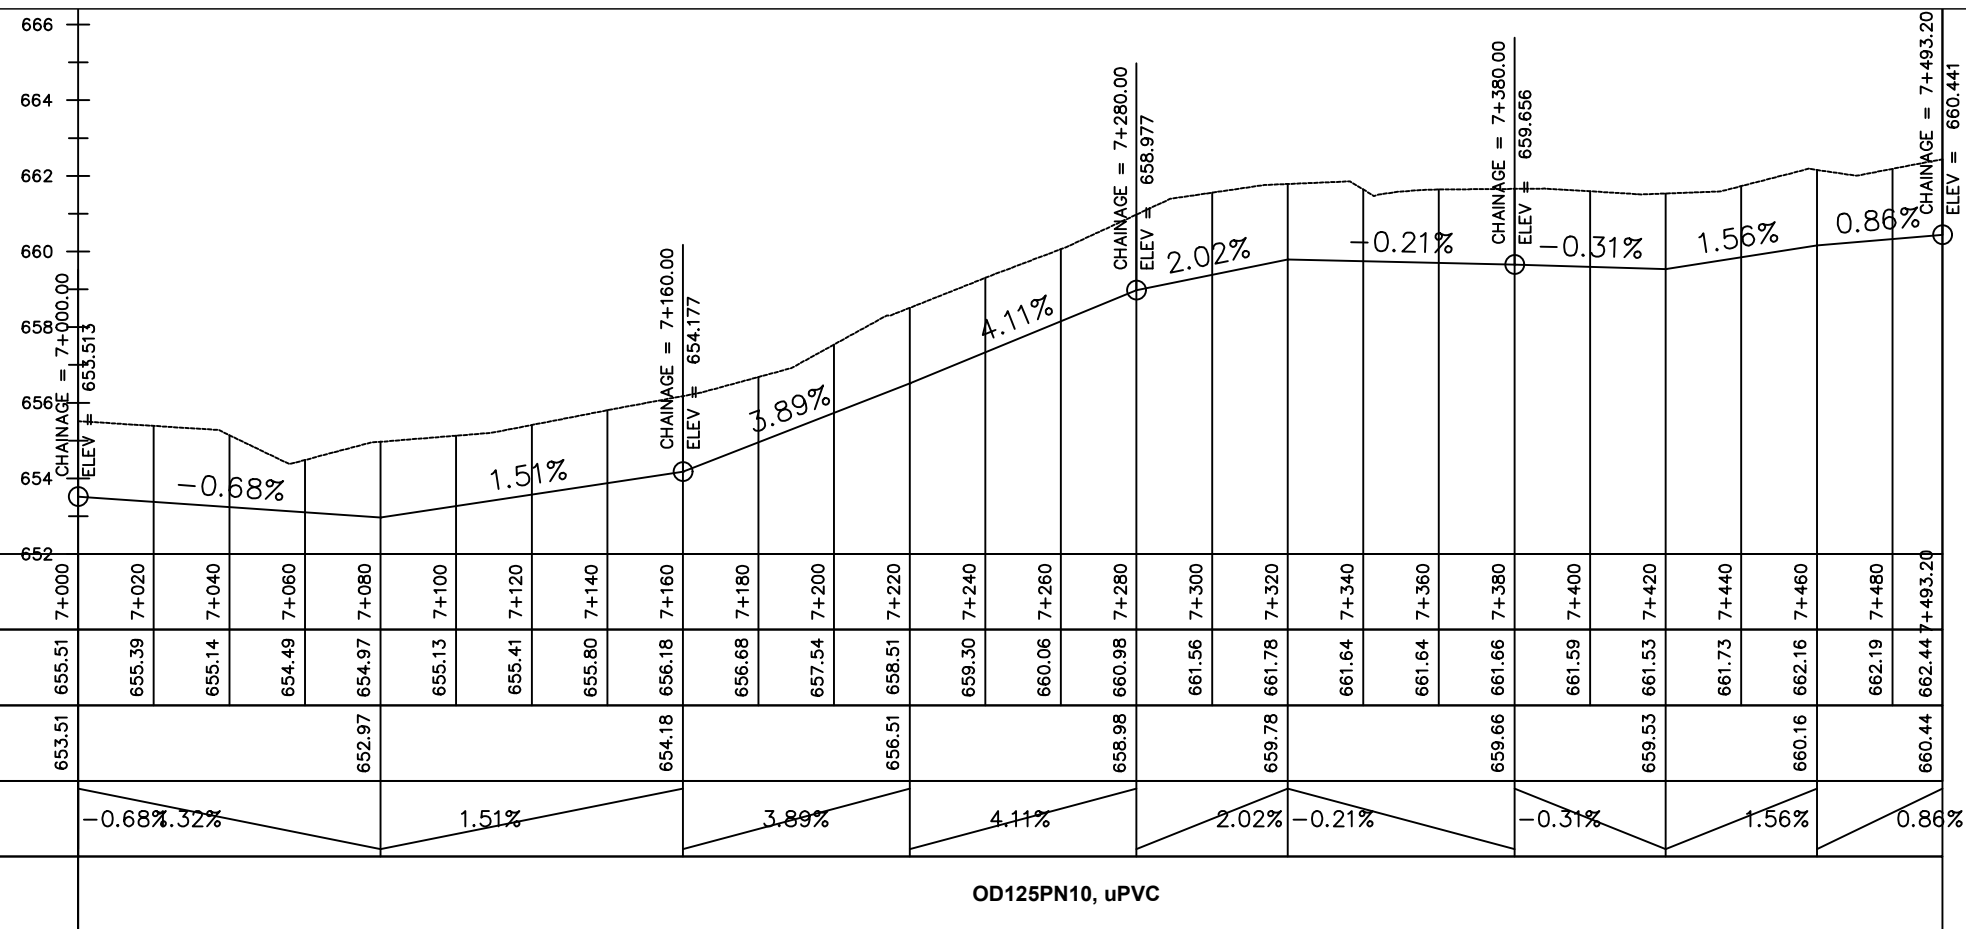 666
664
662
660
658
656
654
652
CHAINAGE = 7+000.00
ELEV = 653.513
CHAINAGE = 7+160.00
ELEV = 654.177
CHAINAGE = 7+280.00
ELEV = 658.977
CHAINAGE = 7+380.00
ELEV = 659.656
CHAINAGE = 7+493.20
ELEV = 660.441
-0.68%
1.51%
3.89%
4.11%
2.02%
-0.21%
-0.31%
1.56%
0.86%
7+000 7+020 7+040 7+060 7+080 7+100 7+120 7+140 7+160 7+180 7+200 7+220 7+240 7+260 7+280 7+300 7+320 7+340 7+360 7+380 7+400 7+420 7+440 7+460 7+480 7+493.20
655.51 655.39 655.14 654.49 654.97 655.13 655.41 655.80 656.18 656.68 657.54 658.51 659.30 660.06 660.98 661.56 661.78 661.64 661.64 661.66 661.59 661.53 661.73 662.16 662.19 662.44
653.51 652.97 654.18 656.51 658.98 659.78 659.66 659.53 660.16 660.44
-0.68% 1.51% 3.89% 4.11% 2.02% -0.21% -0.31% 1.56% 0.86%
OD125PN10, uPVC